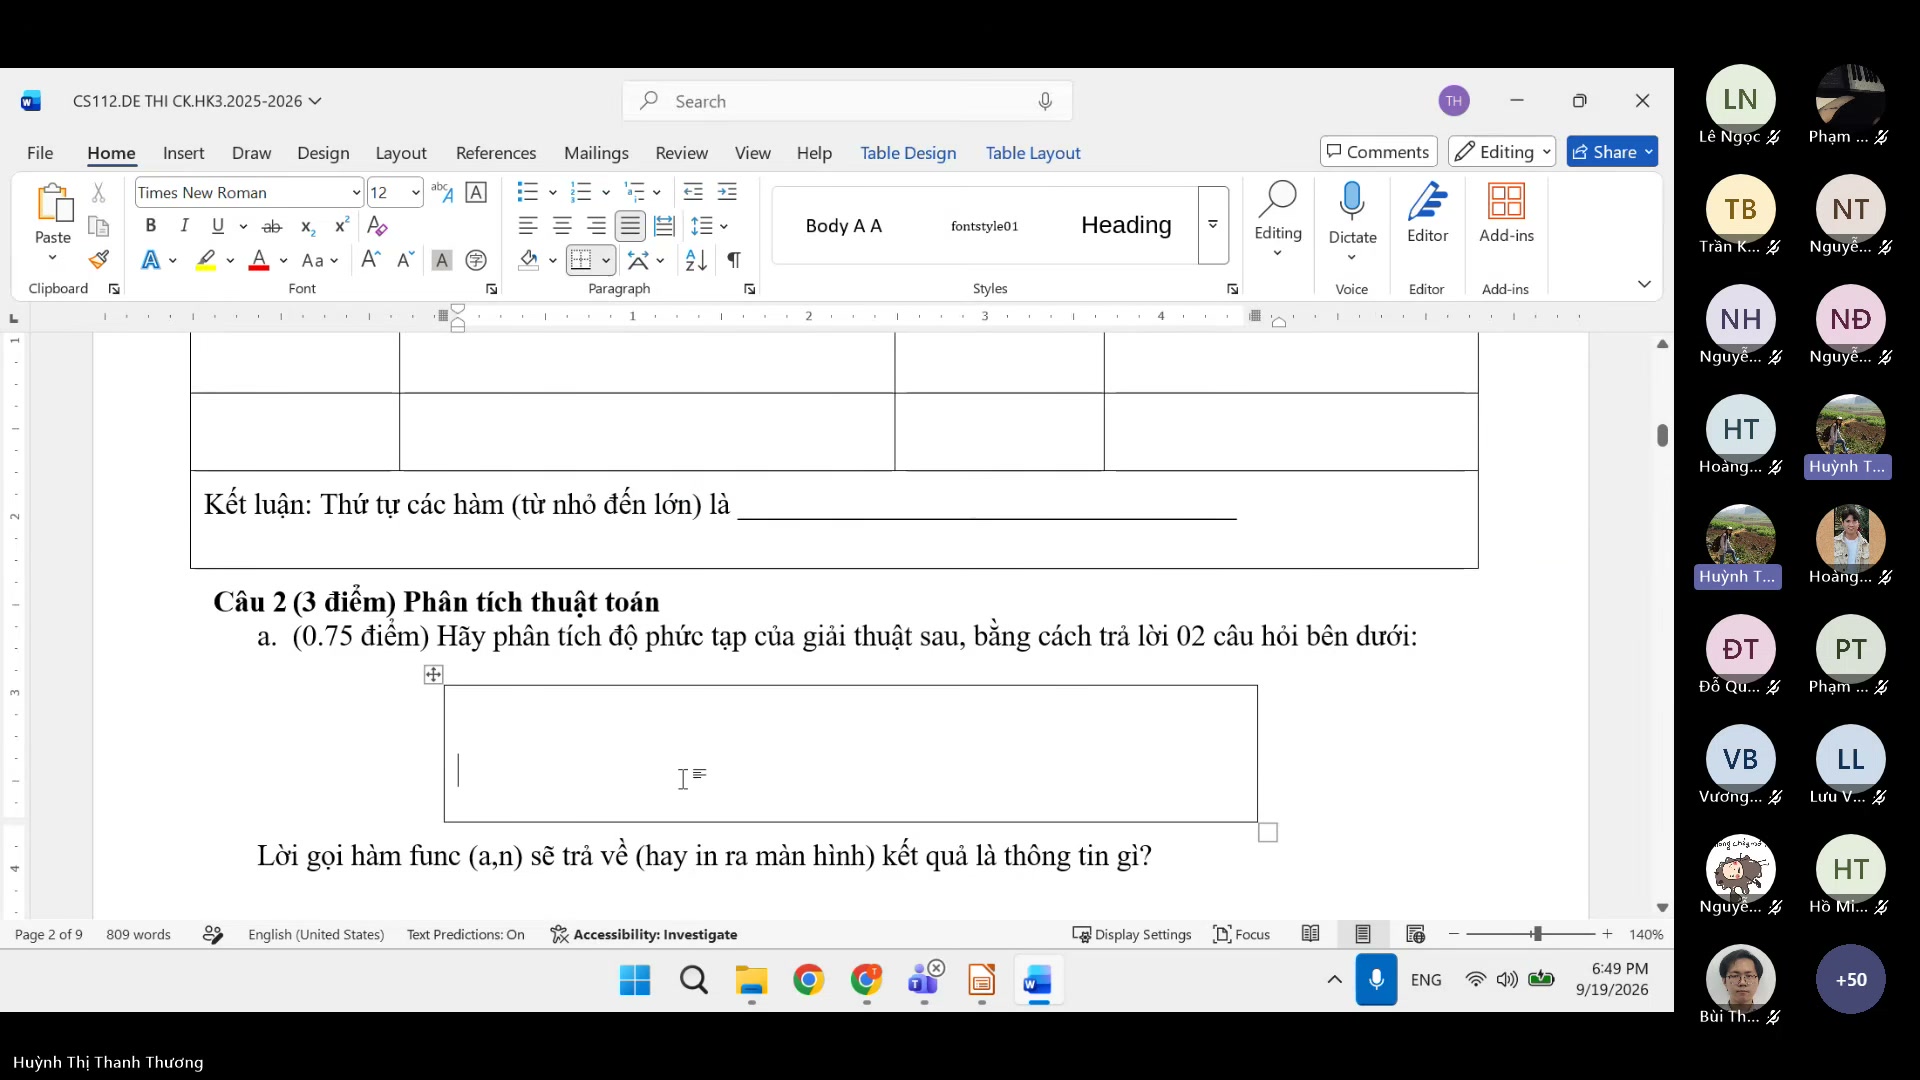 CS112.DE THI CK.HK3.2025-2026
Search
TH
File Home Insert Draw Design Layout References Mailings Review View Help Table Design Table Layout
Comments
Editing
Share
Paste
Clipboard
Times New Roman
12
Font
Paragraph
Body A A
fontstyle01
Heading
Styles
Editing
Dictate
Voice
Editor
Editor
Add-ins
Add-ins
1 2 3 4
Kết luận: Thứ tự các hàm (từ nhỏ đến lớn) là
Câu 2 (3 điểm) Phân tích thuật toán
a. (0.75 điểm) Hãy phân tích độ phức tạp của giải thuật sau, bằng cách trả lời 02 câu hỏi bên dưới:
Lời gọi hàm func (a,n) sẽ trả về (hay in ra màn hình) kết quả là thông tin gì?
Page 2 of 9 809 words English (United States) Text Predictions: On Accessibility: Investigate Display Settings Focus 140%
ENG
6:49 PM
9/19/2026
LN
Lê Ngọc
Phạm ...
TB
Trần K...
NT
Nguyễ...
NH
Nguyễ...
NĐ
Nguyễ...
HT
Hoàng...
Huỳnh T...
Huỳnh T...
Hoàng...
ĐT
Đỗ Qu...
PT
Phạm ...
VB
Vương...
LL
Lưu V...
Nguyễ...
HT
Hồ Mi...
Bùi Th...
+50
Huỳnh Thị Thanh Thương